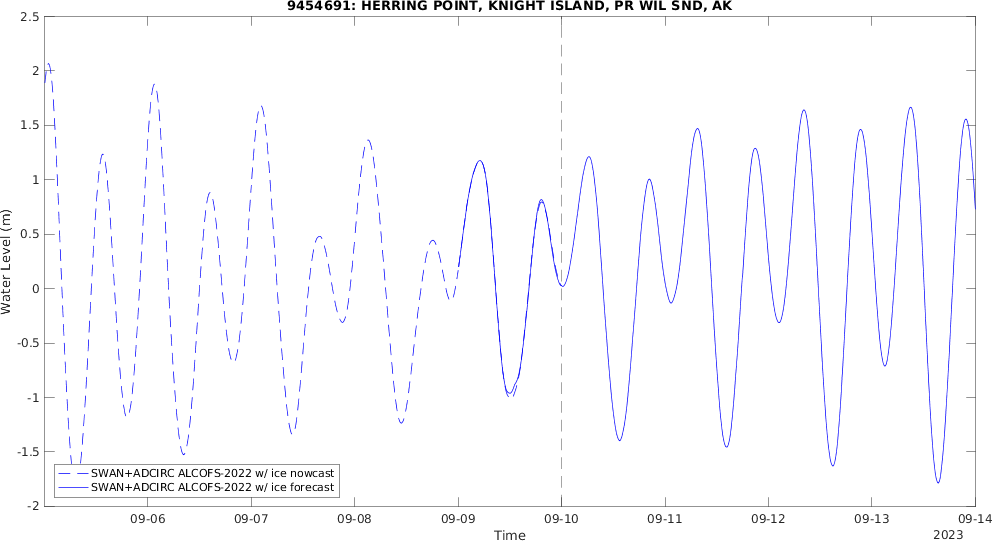 9454691: HERRING POINT, KNIGHT ISLAND, PR WIL SND, AK
2.5
2
1.5
1
0.5
0
-0.5
-1
-1.5
-2
Water Level (m)
SWAN+ADCIRC ALCOFS-2022 w/ ice nowcast
SWAN+ADCIRC ALCOFS-2022 w/ ice forecast
09-06 09-07 09-08 09-09 09-10 09-11 09-12 09-13 09-14
Time
2023